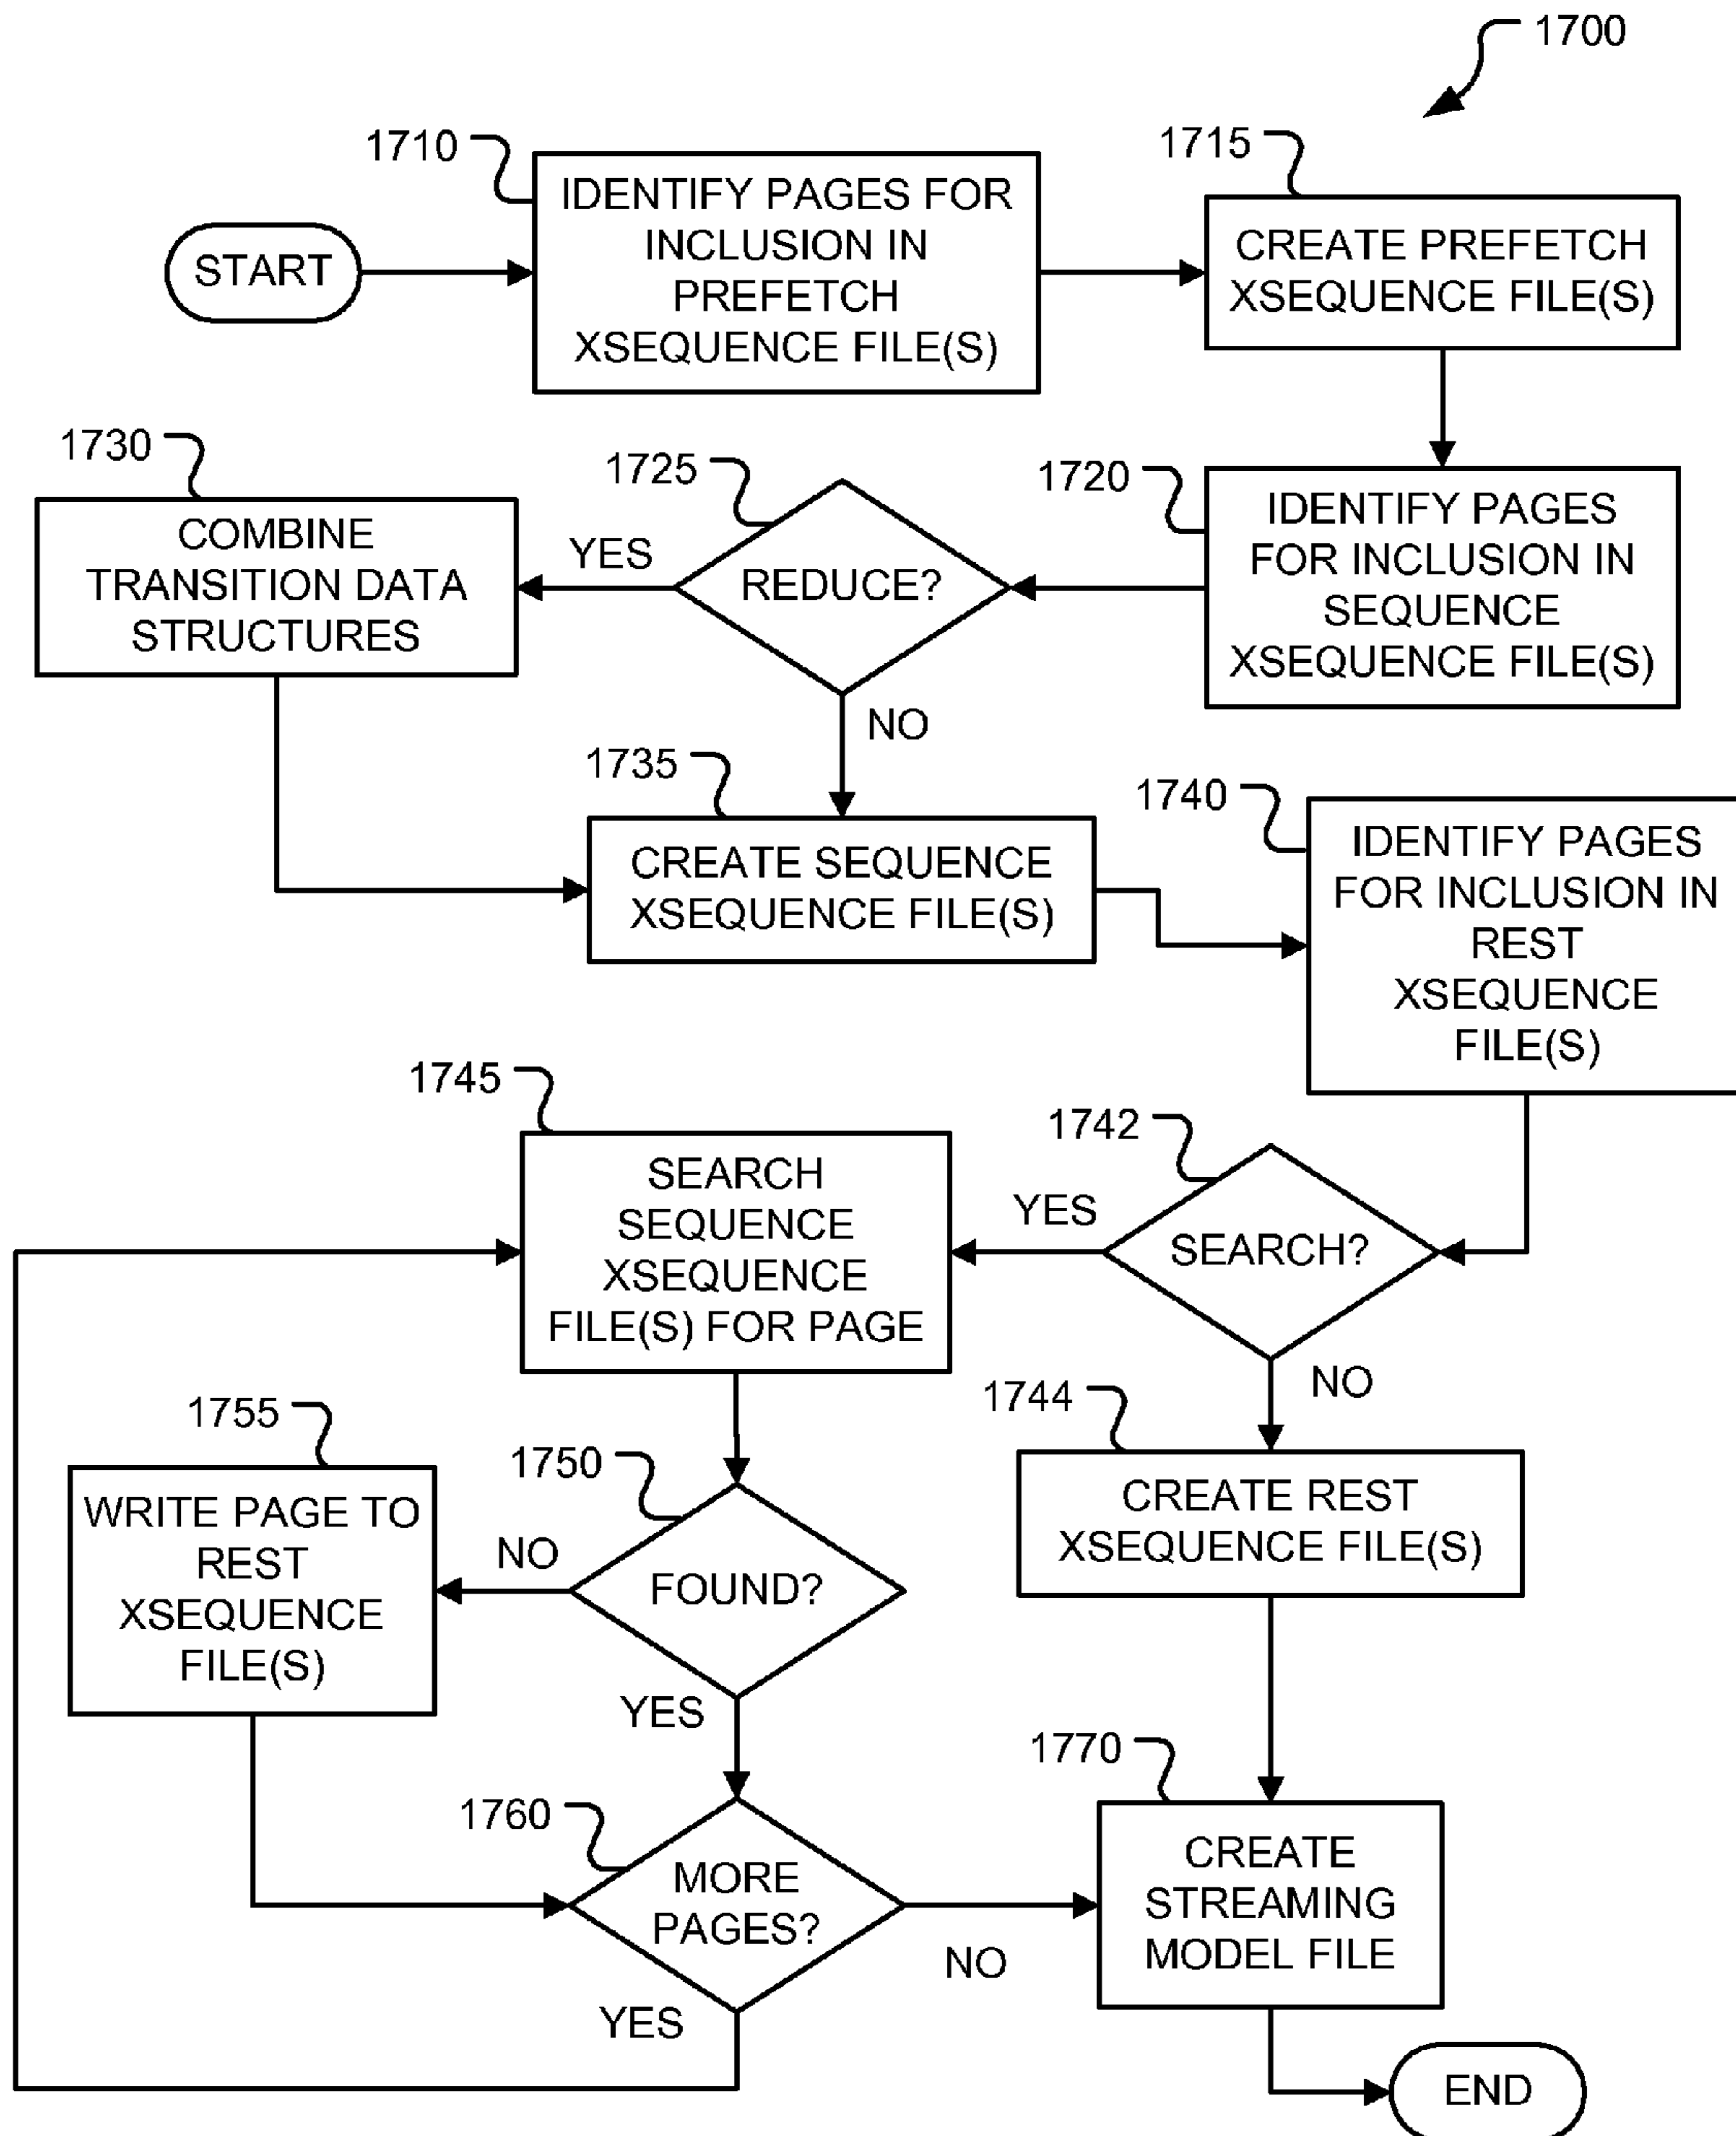 1700
1710
IDENTIFY PAGES FOR
INCLUSION IN
PREFETCH
XSEQUENCE FILE(S)
1715
CREATE PREFETCH
XSEQUENCE FILE(S)
START
1730
COMBINE
TRANSITION DATA
STRUCTURES
1725
YES
REDUCE?
NO
1720
IDENTIFY PAGES
FOR INCLUSION IN
SEQUENCE
XSEQUENCE FILE(S)
1735
CREATE SEQUENCE
XSEQUENCE FILE(S)
1740
IDENTIFY PAGES
FOR INCLUSION IN
REST
XSEQUENCE
FILE(S)
1745
SEARCH
SEQUENCE
XSEQUENCE
FILE(S) FOR PAGE
1742
YES
SEARCH?
NO
1744
CREATE REST
XSEQUENCE FILE(S)
1755
WRITE PAGE TO
REST
XSEQUENCE
FILE(S)
1750
NO
FOUND?
YES
1760
MORE
PAGES?
NO
YES
1770
CREATE
STREAMING
MODEL FILE
END